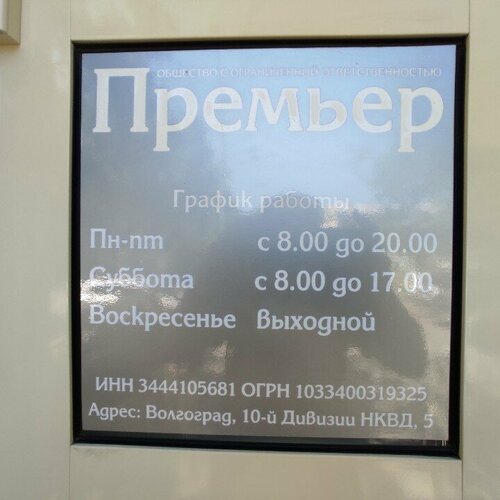 ОБЩЕСТВО С ОГРАНИЧЕННОЙ ОТВЕТСТВЕННОСТЬЮ
Премьер
График работы
Пн-пт с 8.00 до 20.00
Суббота с 8.00 до 17.00
Воскресенье выходной
ИНН 3444105681 ОГРН 1033400319325
Адрес: Волгоград, 10-й Дивизии НКВД, 5